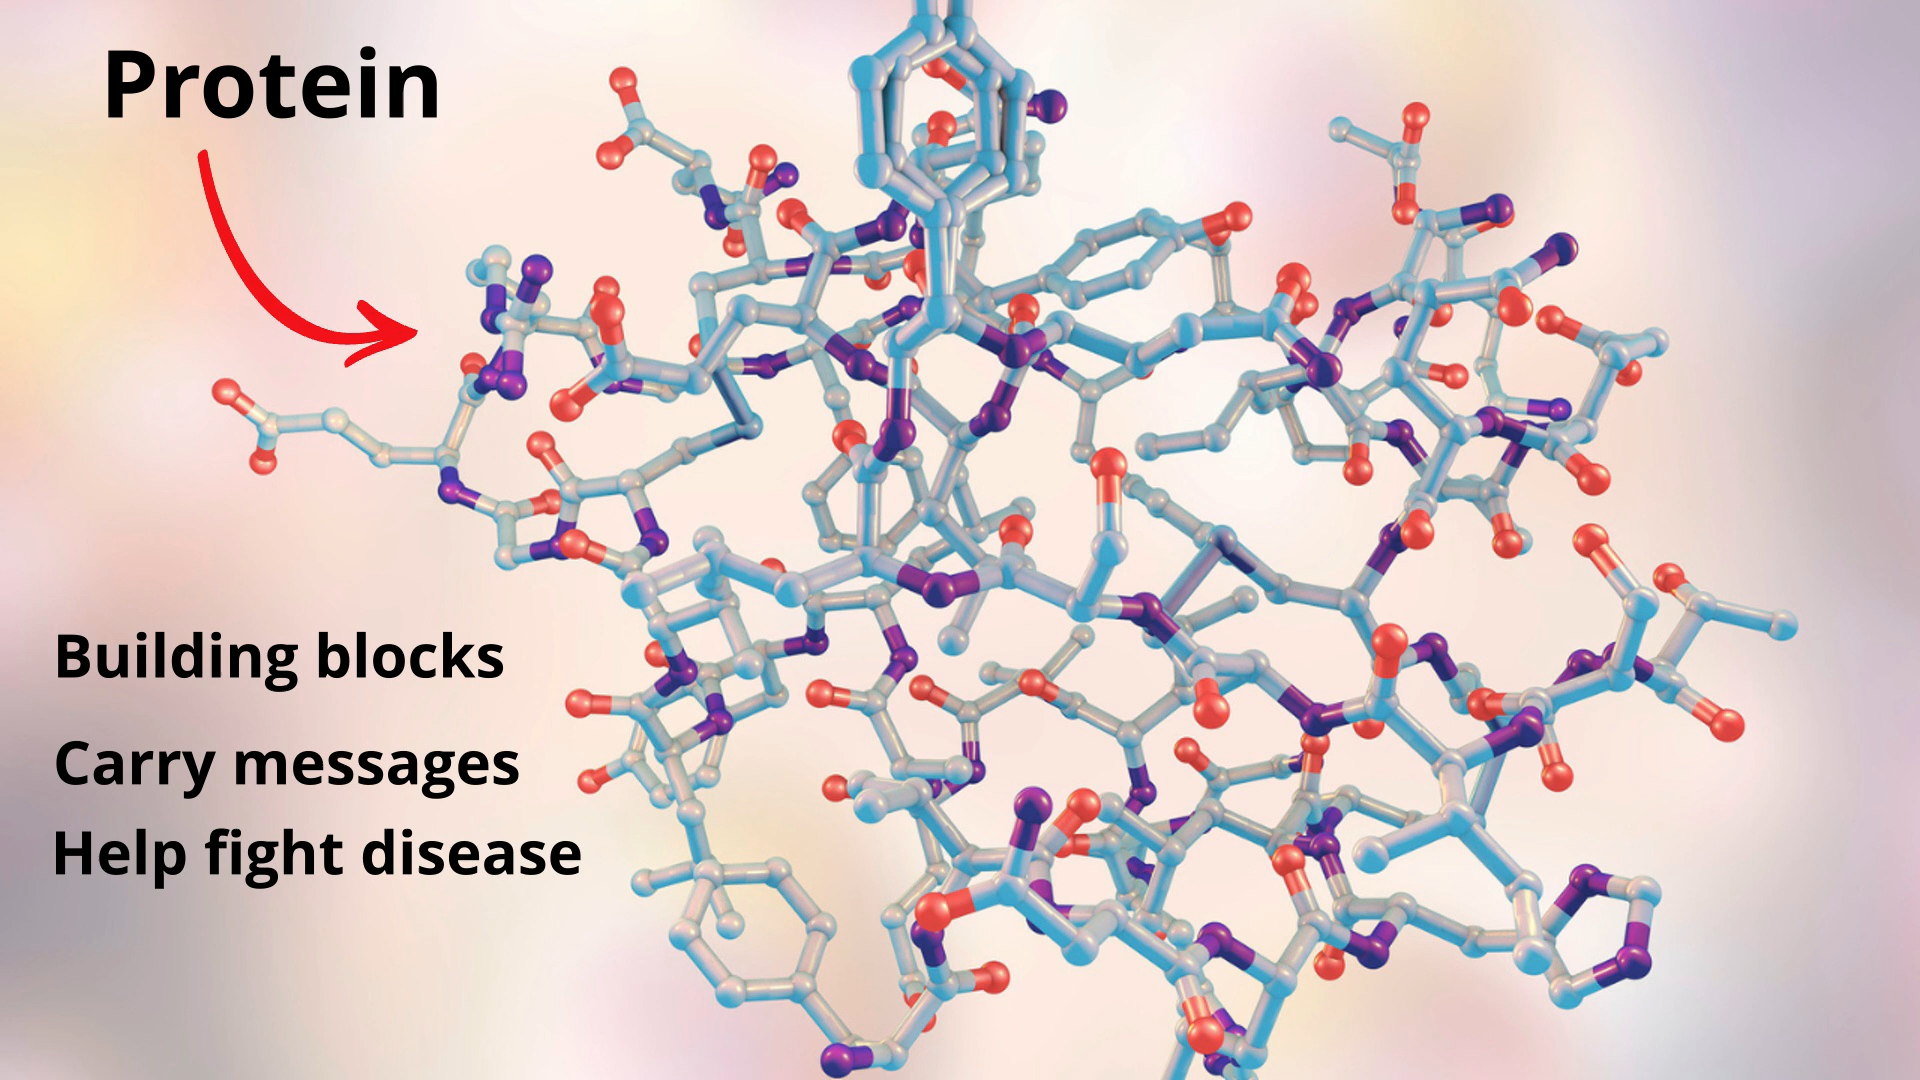 Protein
Building blocks
Carry messages
Help fight disease